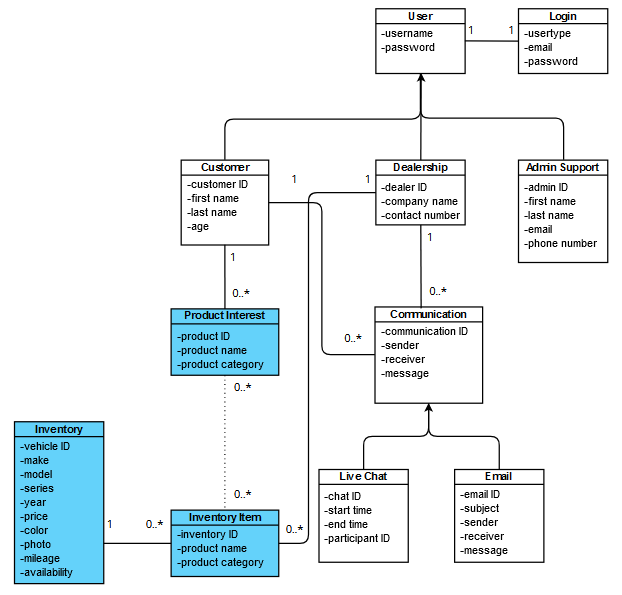 User
-username
-password
1
1
Login
-usertype
-email
-password
Customer
-customer ID
-first name
-last name
-age
1
1
Dealership
-dealer ID
-company name
-contact number
Admin Support
-admin ID
-first name
-last name
-email
-phone number
1
0..*
1
0..*
Product Interest
-product ID
-product name
-product category
Communication
-communication ID
-sender
-receiver
-message
0..*
0..*
Inventory
-vehicle ID
-make
-model
-series
-year
-price
-color
-photo
-mileage
-availability
1
0..*
0..*
Inventory Item
-inventory ID
-product name
-product category
0..*
Live Chat
-chat ID
-start time
-end time
-participant ID
Email
-email ID
-subject
-sender
-receiver
-message